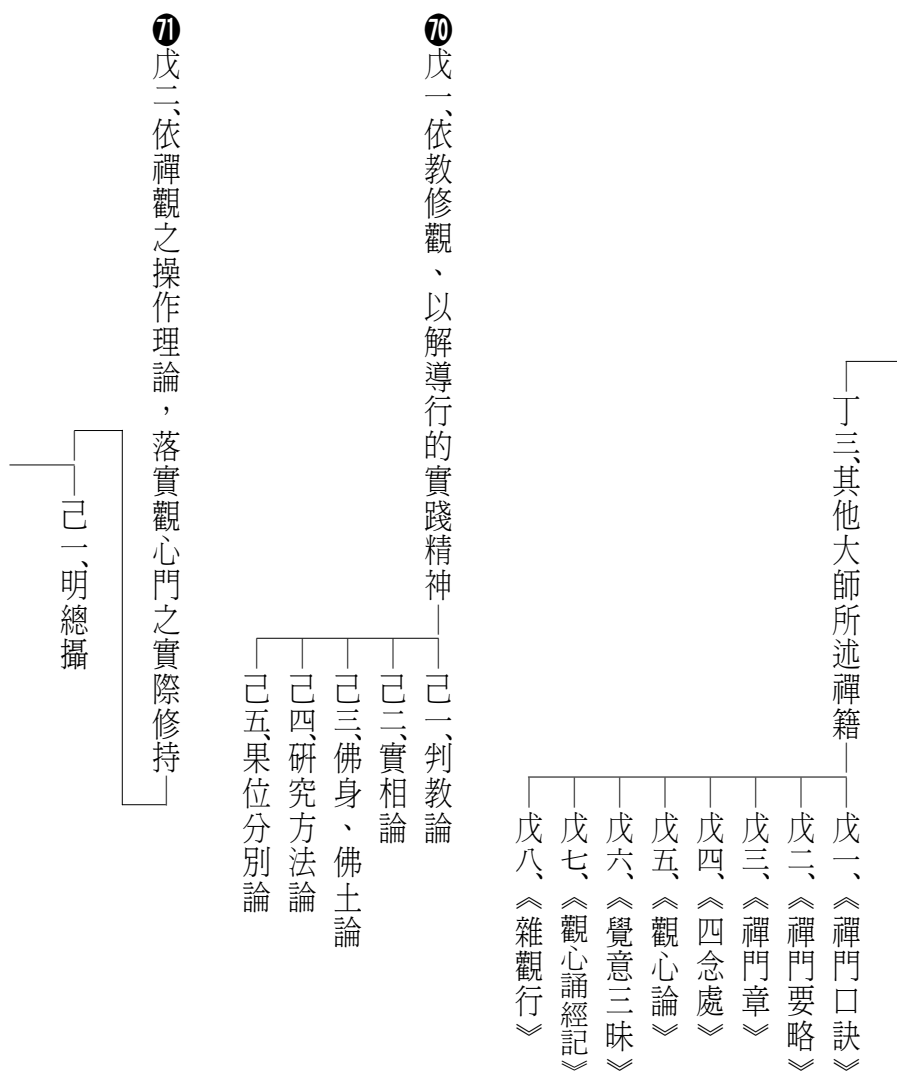 丁三、其他大師所述禪籍
戊一、《禪門口訣》
戊二、《禪門要略》
戊三、《禪門章》
戊四、《四念處》
戊五、《觀心論》
戊六、《覺意三昧》
戊七、《觀心誦經記》
戊八、《雜觀行》
70戊一、依教修觀、以解導行的實踐精神
己一、判教論
己二、實相論
己三、佛身、佛土論
己四、研究方法論
己五、果位分別論
71戊二、依禪觀之操作理論，落實觀心門之實際修持
己一、明總攝